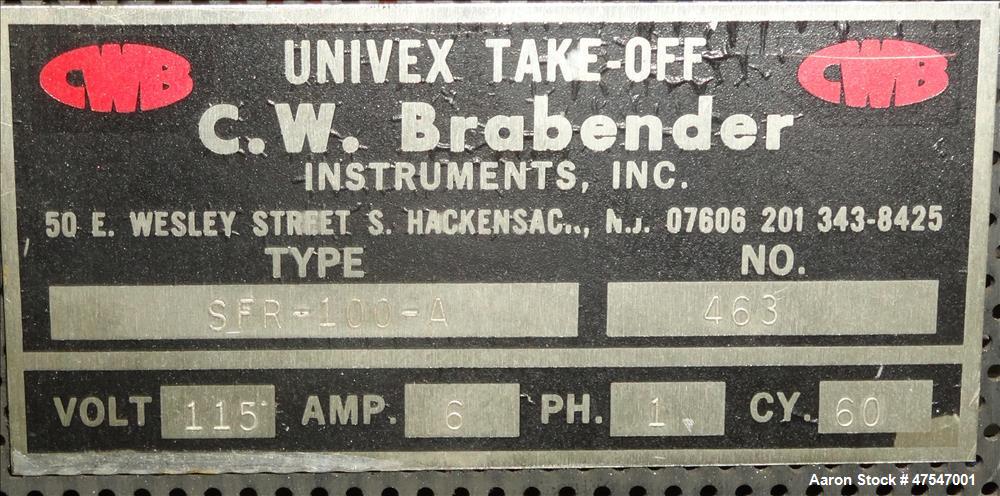 CWB UNIVEX TAKE-OFF CWB
C.W. Brabender
INSTRUMENTS, INC.
50 E. WESLEY STREET S. HACKENSACK, N.J. 07606 201 343-8425
TYPE NO.
SFR-100-A 463
VOLT 115 AMP. 6 PH. 1 CY. 60
Aaron Stock # 47547001